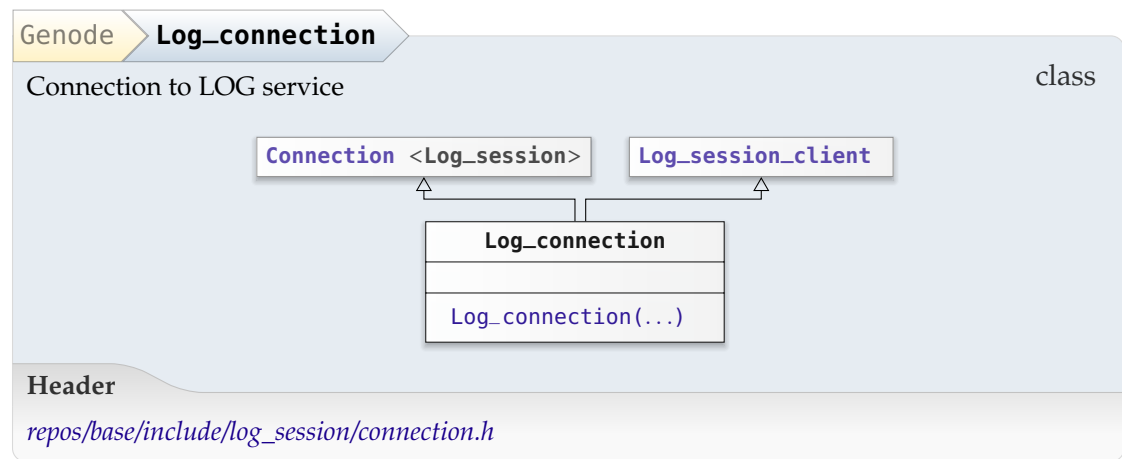 Genode Log_connection
Connection to LOG service
class
Connection <Log_session>
Log_session_client
Log_connection
Log_connection(...)
Header
repos/base/include/log_session/connection.h